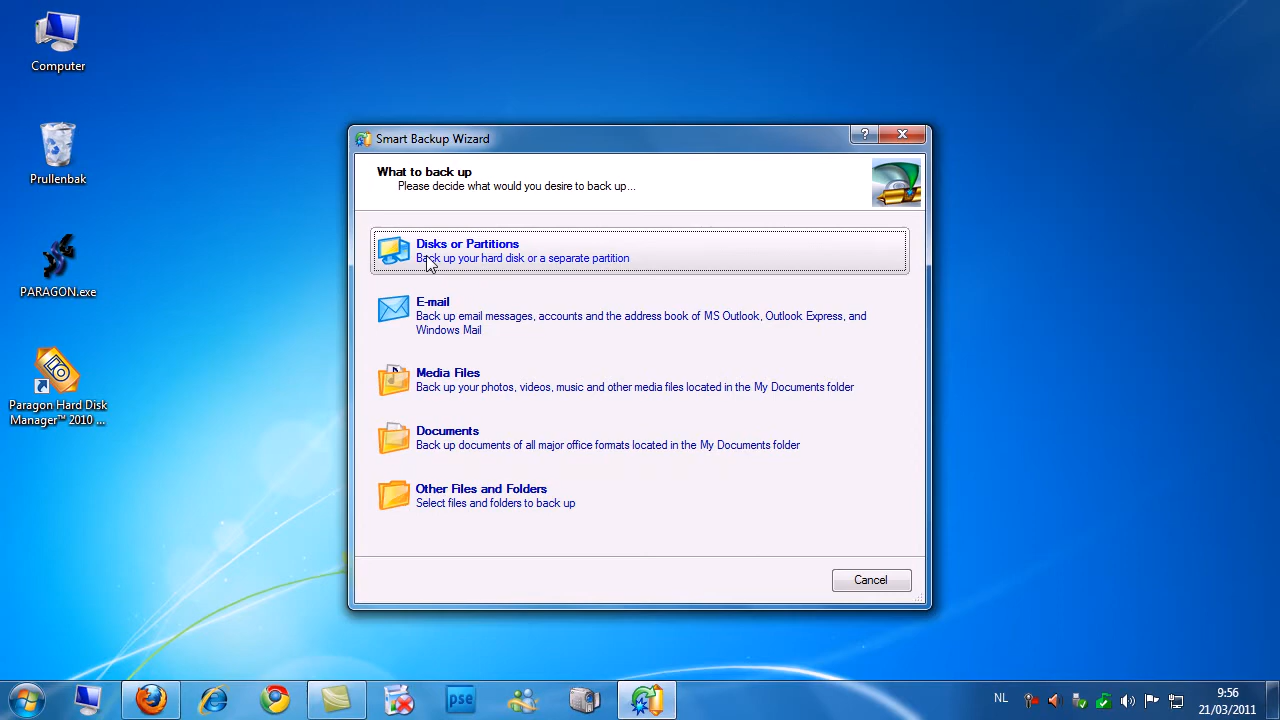 Computer
Prullenbak
PARAGON.exe
Paragon Hard Disk
Manager™ 2010 ...
Smart Backup Wizard
?
What to back up
Please decide what would you desire to back up...
Disks or Partitions
Back up your hard disk or a separate partition
E-mail
Back up email messages, accounts and the address book of MS Outlook, Outlook Express, and
Windows Mail
Media Files
Back up your photos, videos, music and other media files located in the My Documents folder
Documents
Back up documents of all major office formats located in the My Documents folder
Other Files and Folders
Select files and folders to back up
Cancel
pse
NL
9:56
21/03/2011